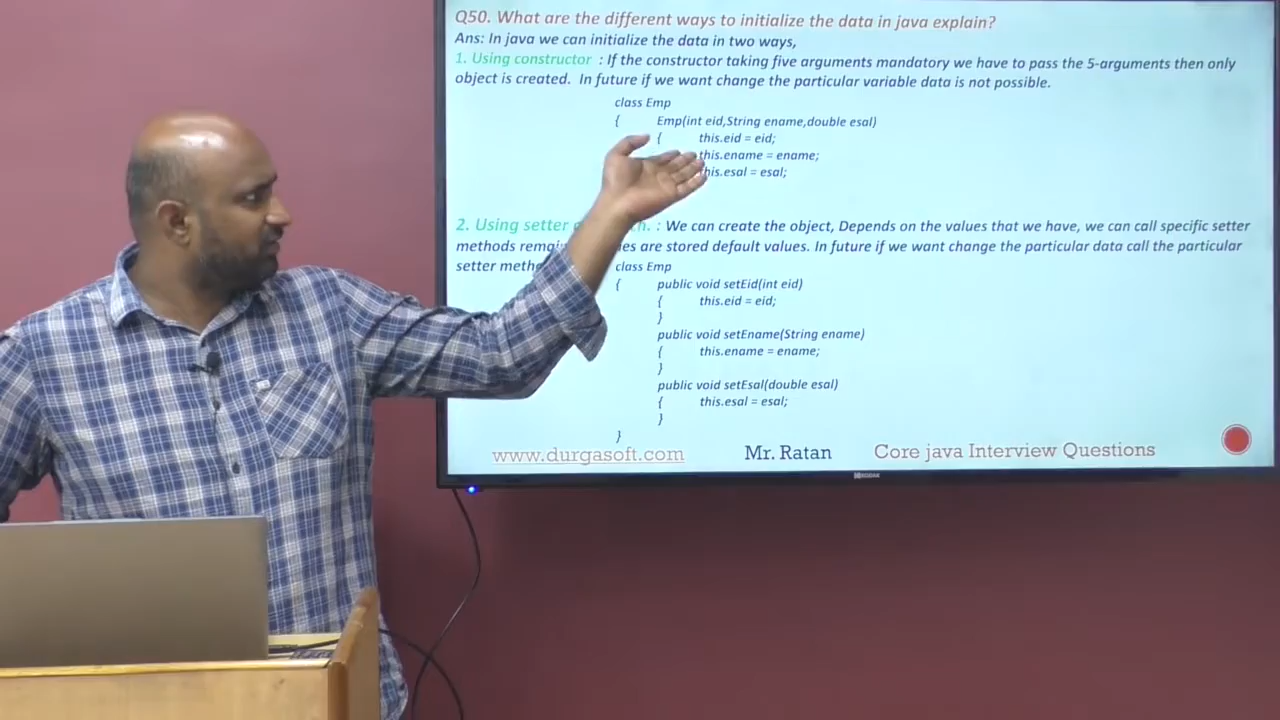 Q50. What are the different ways to initialize the data in java explain?
Ans: In java we can initialize the data in two ways,
1. Using constructor : If the constructor taking five arguments mandatory we have to pass the 5-arguments then only
object is created. In future if we want change the particular variable data is not possible.
class Emp
{ Emp(int eid,String ename,double esal)
{ this.eid = eid;
this.ename = ename;
this.esal = esal;
2. Using setter : We can create the object, Depends on the values that we have, we can call specific setter
methods are stored default values. In future if we want change the particular data call the particular
setter class Emp
{ public void setEid(int eid)
{ this.eid = eid;
}
public void setEname(String ename)
{ this.ename = ename;
}
public void setEsal(double esal)
{ this.esal = esal;
}
}
www.durgasoft.com Mr. Ratan Core java Interview Questions
KODAK